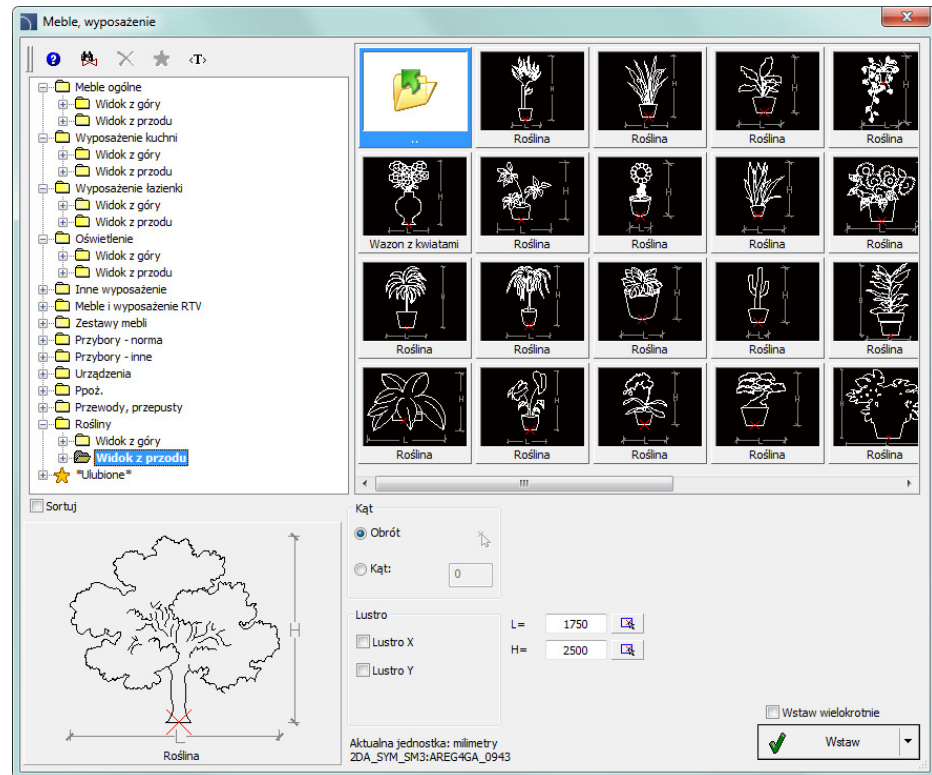 Meble, wyposażenie
<T>
Meble ogólne
Widok z góry
Widok z przodu
Wyposażenie kuchni
Widok z góry
Widok z przodu
Wyposażenie łazienki
Widok z góry
Widok z przodu
Oświetlenie
Widok z góry
Widok z przodu
Inne wyposażenie
Meble i wyposażenie RTV
Zestawy mebli
Przybory - norma
Przybory - inne
Urządzenia
Ppoż.
Przewody, przepusty
Rośliny
Widok z góry
Widok z przodu
*Ulubione*
..
Roślina
Roślina
Roślina
Roślina
Wazon z kwiatami
Roślina
Roślina
Roślina
Roślina
Roślina
Roślina
Roślina
Roślina
Roślina
Roślina
Roślina
Roślina
Roślina
Roślina
Sortuj
H
L
Roślina
Kąt
Obrót
Kąt:
0
Lustro
Lustro X
Lustro Y
L= 1750
H= 2500
Aktualna jednostka: milimetry
2DA_SYM_SM3:AREG4GA_0943
Wstaw wielokrotnie
Wstaw